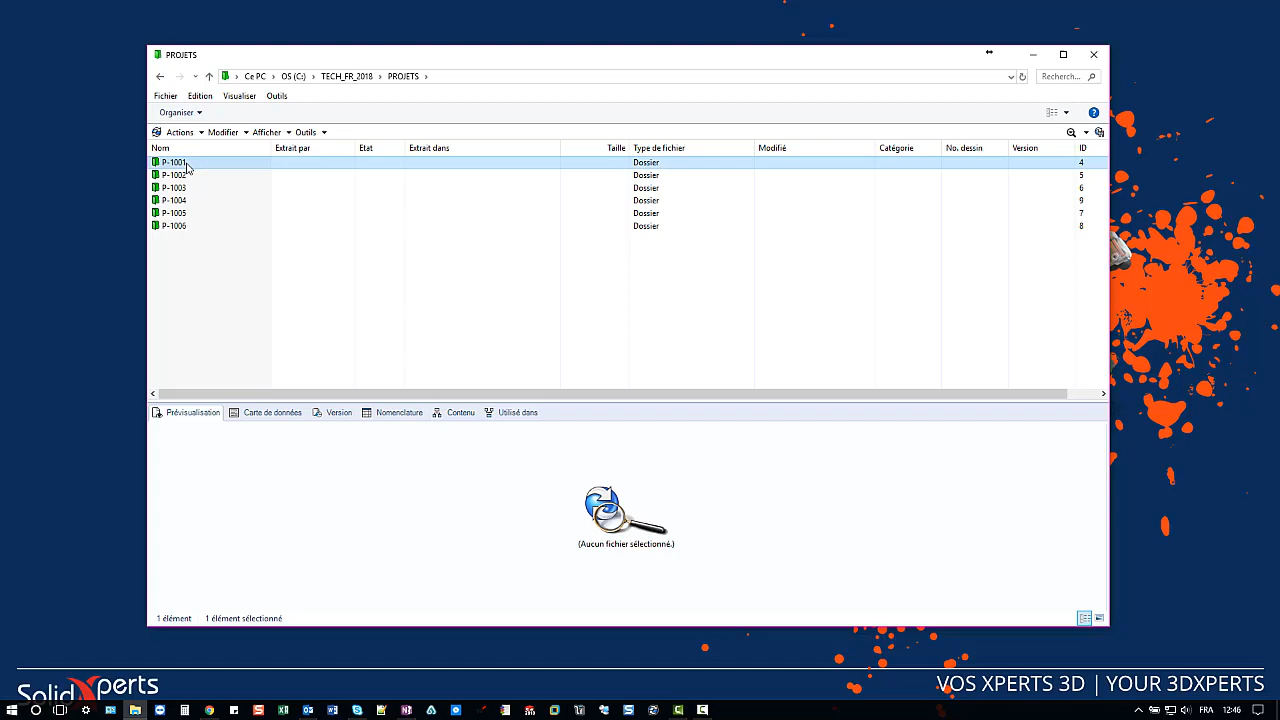 PROJETS
Ce PC > OS (C:) > TECH_FR_2018 > PROJETS >
Recherch...
Fichier Edition Visualiser Outils
Organiser
Actions Modifier Afficher Outils
Nom Extrait par Etat Extrait dans Taille Type de fichier Modifié Catégorie No. dessin Version ID
P-1001 Dossier 4
P-1002 Dossier 5
P-1003 Dossier 6
P-1004 Dossier 9
P-1005 Dossier 7
P-1006 Dossier 8
Prévisualisation Carte de données Version Nomenclature Contenu Utilisé dans
(Aucun fichier sélectionné.)
1 élément 1 élément sélectionné
SolidXperts
VOS XPERTS 3D | YOUR 3DXPERTS
FRA 12:46